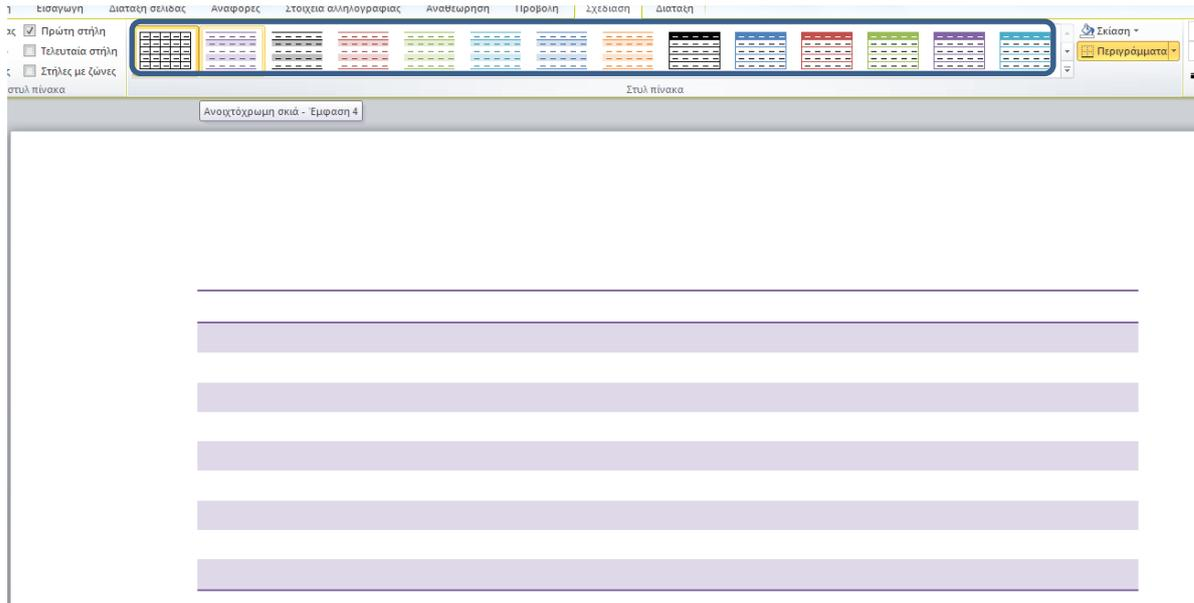 Εισαγωγή Διάταξη σελίδας Αναφορές Στοιχεία αλληλογραφίας Αναθεώρηση Προβολή Σχεδίαση Διάταξη
Πρώτη στήλη
Τελευταία στήλη
Στήλες με ζώνες
στυλ πίνακα
Στυλ πίνακα
Σκίαση
Περιγράμματα
Ανοιχτόχρωμη σκιά - Έμφαση 4